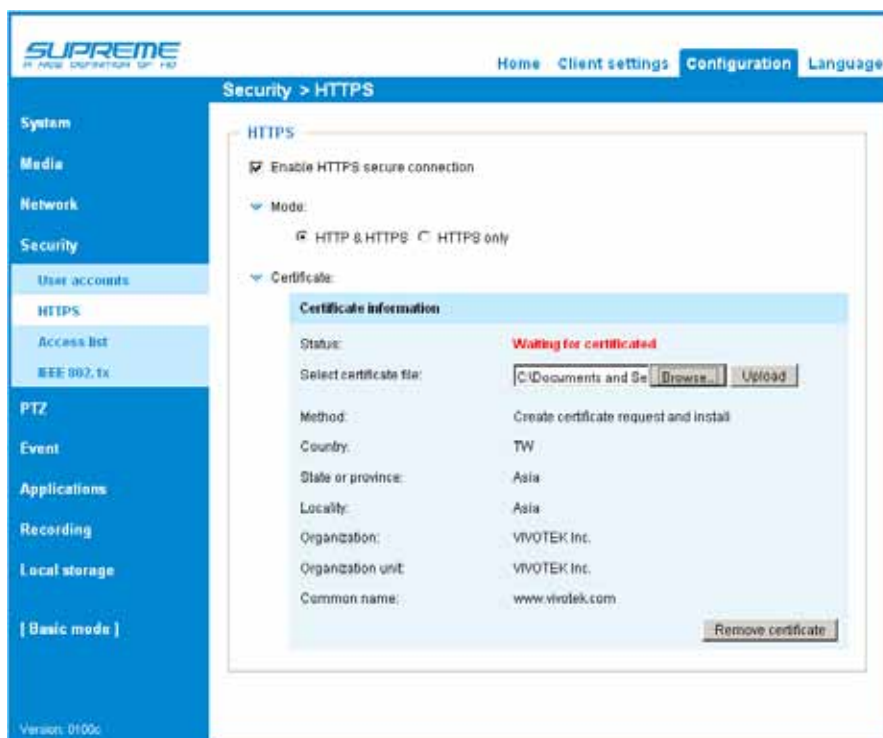 SUPREME
A NEW DEFINITION OF HD
Home Client settings Configuration Language
Security > HTTPS
System
Media
Network
Security
User accounts
HTTPS
Access list
IEEE 802.1x
PTZ
Event
Applications
Recording
Local storage
[ Basic mode ]
Version: 0100c
HTTPS
Enable HTTPS secure connection
Mode:
HTTP & HTTPS HTTPS only
Certificate:
Certificate information
Status: Waiting for certificated
Select certificate file: C:\Documents and Se Browse... Upload
Method: Create certificate request and install
Country: TW
State or province: Asia
Locality: Asia
Organization: VIVOTEK Inc.
Organization unit: VIVOTEK Inc.
Common name: www.vivotek.com
Remove certificate